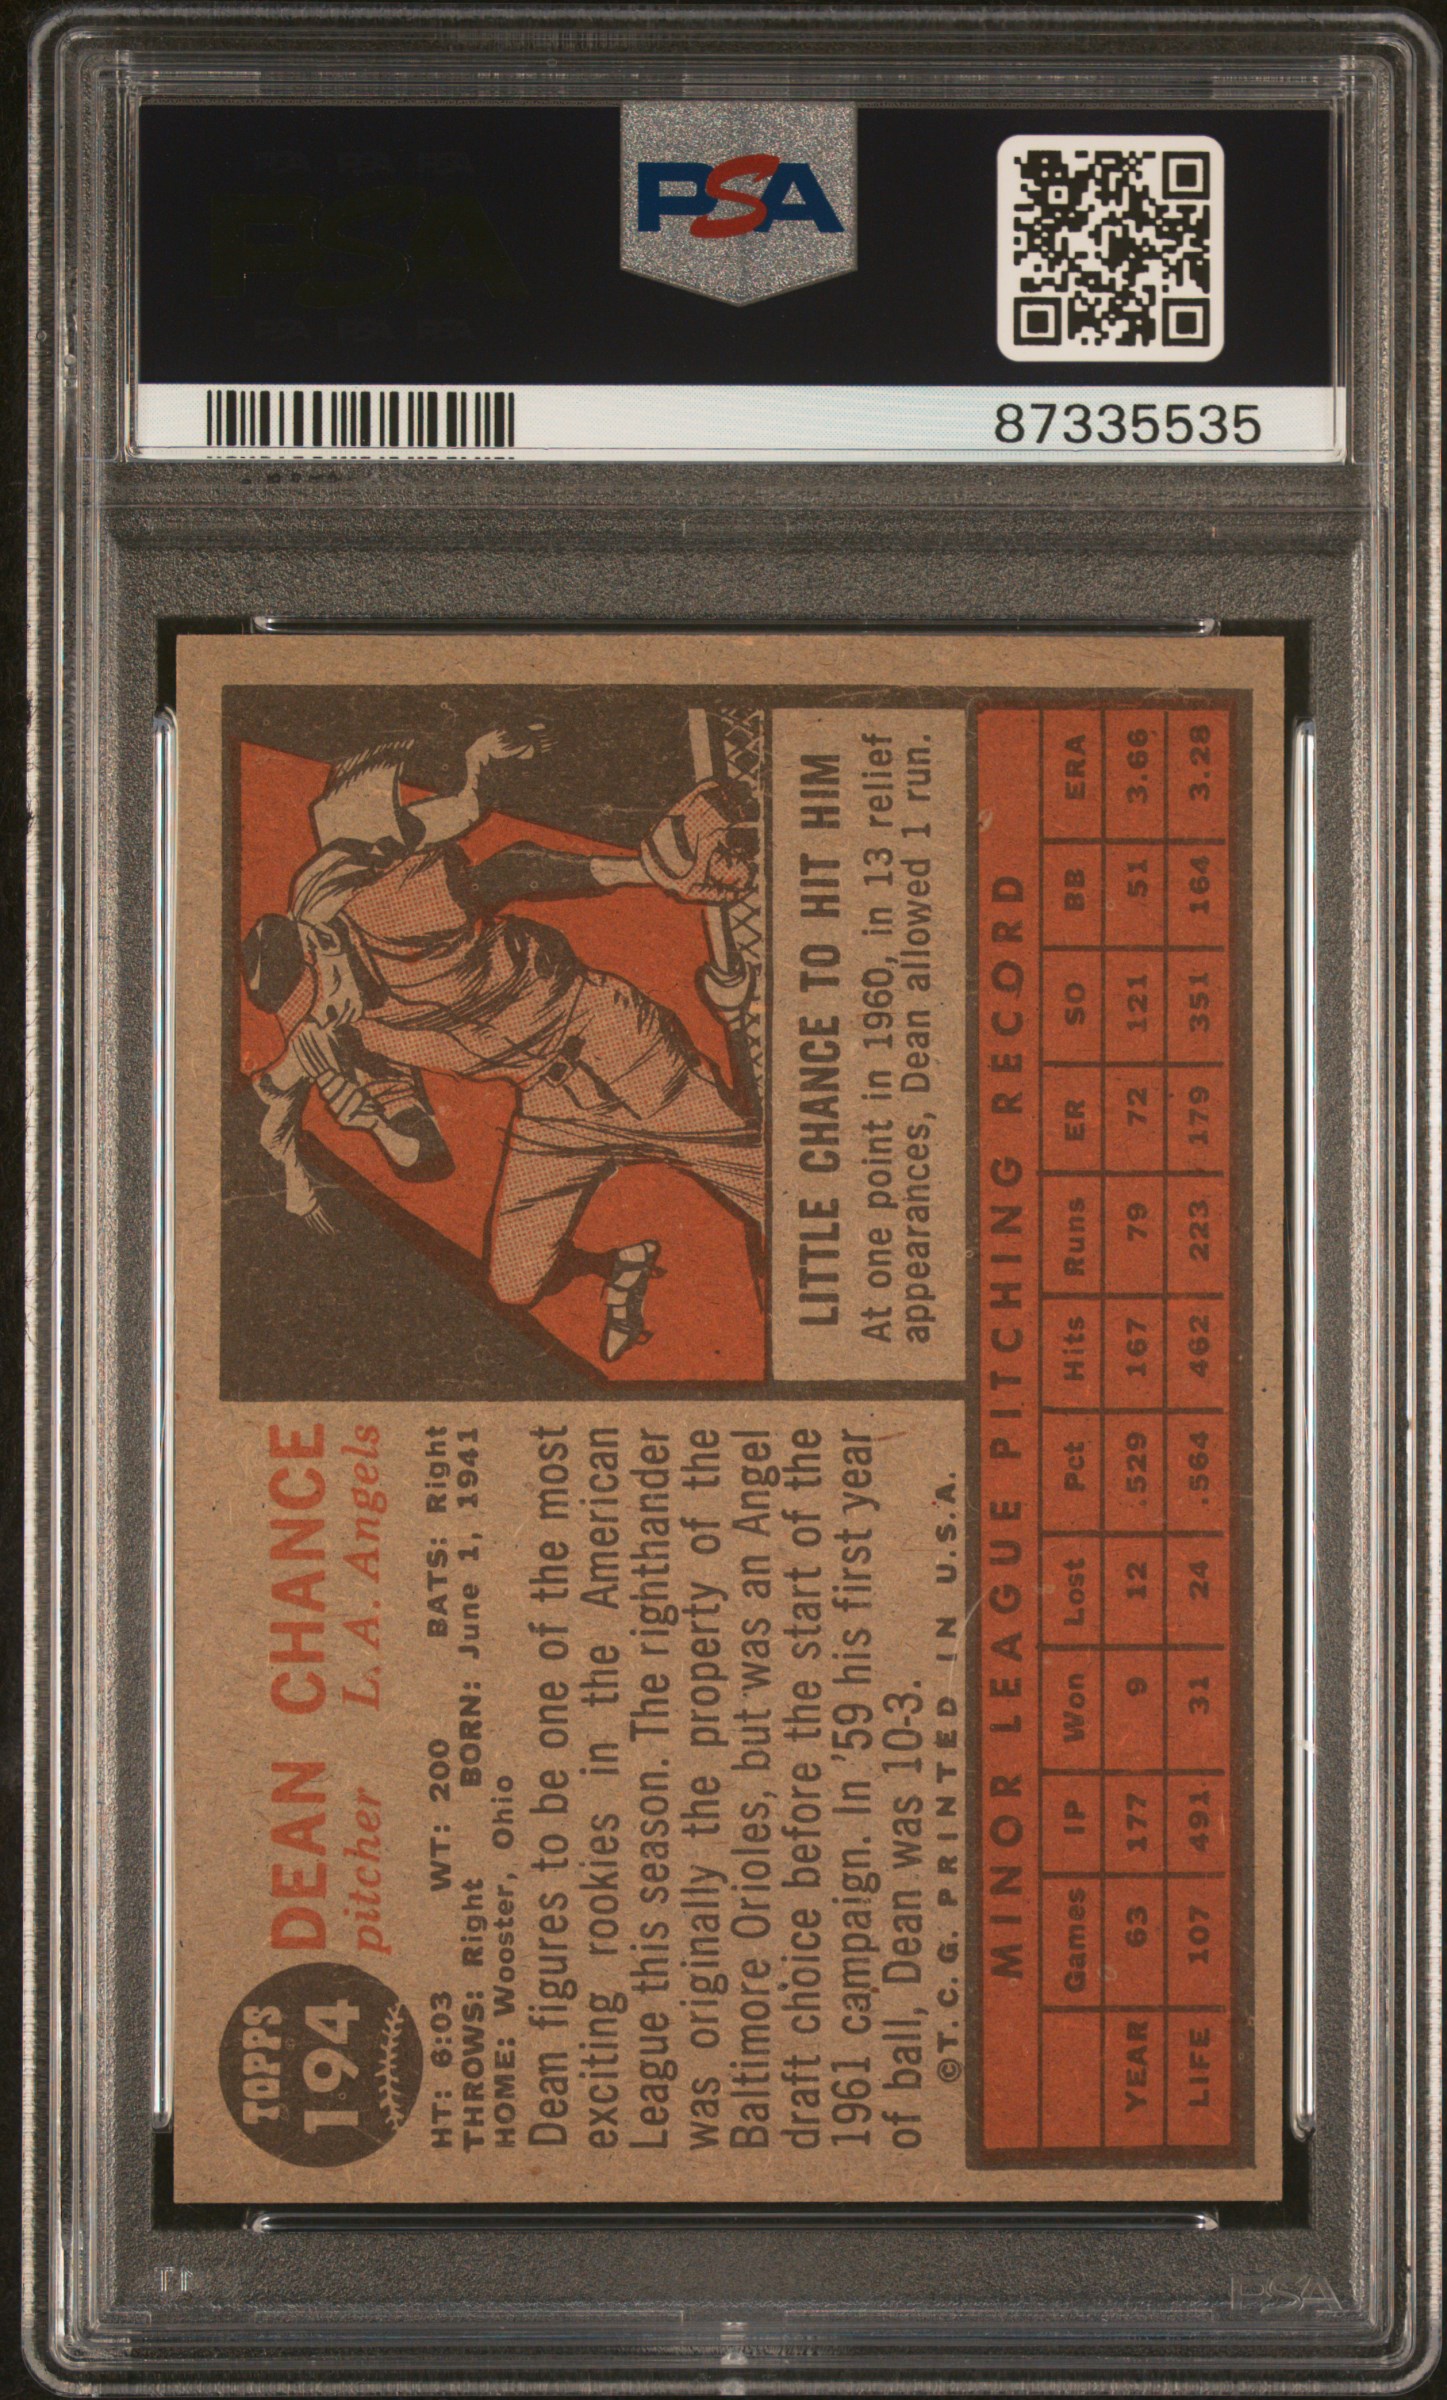 PSA
87335535
TOPPS
194
DEAN CHANCE
pitcher L. A. Angels
HT: 6:03 WT: 200 BATS: Right
THROWS: Right BORN: June 1, 1941
HOME: Wooster, Ohio
Dean figures to be one of the most
exciting rookies in the American
League this season. The righthander
was originally the property of the
Baltimore Orioles, but was an Angel
draft choice before the start of the
1961 campaign. In '59 his first year
of ball, Dean was 10-3.
©T. C. G. PRINTED IN U.S.A.
LITTLE CHANCE TO HIT HIM
At one point in 1960, in 13 relief
appearances, Dean allowed 1 run.
MINOR LEAGUE PITCHING RECORD
Games IP Won Lost Pct Hits Runs ER SO BB ERA
YEAR 63 177 9 12 .529 167 79 72 121 51 3.66
LIFE 107 491 31 24 .564 462 223 179 351 164 3.28
PSA